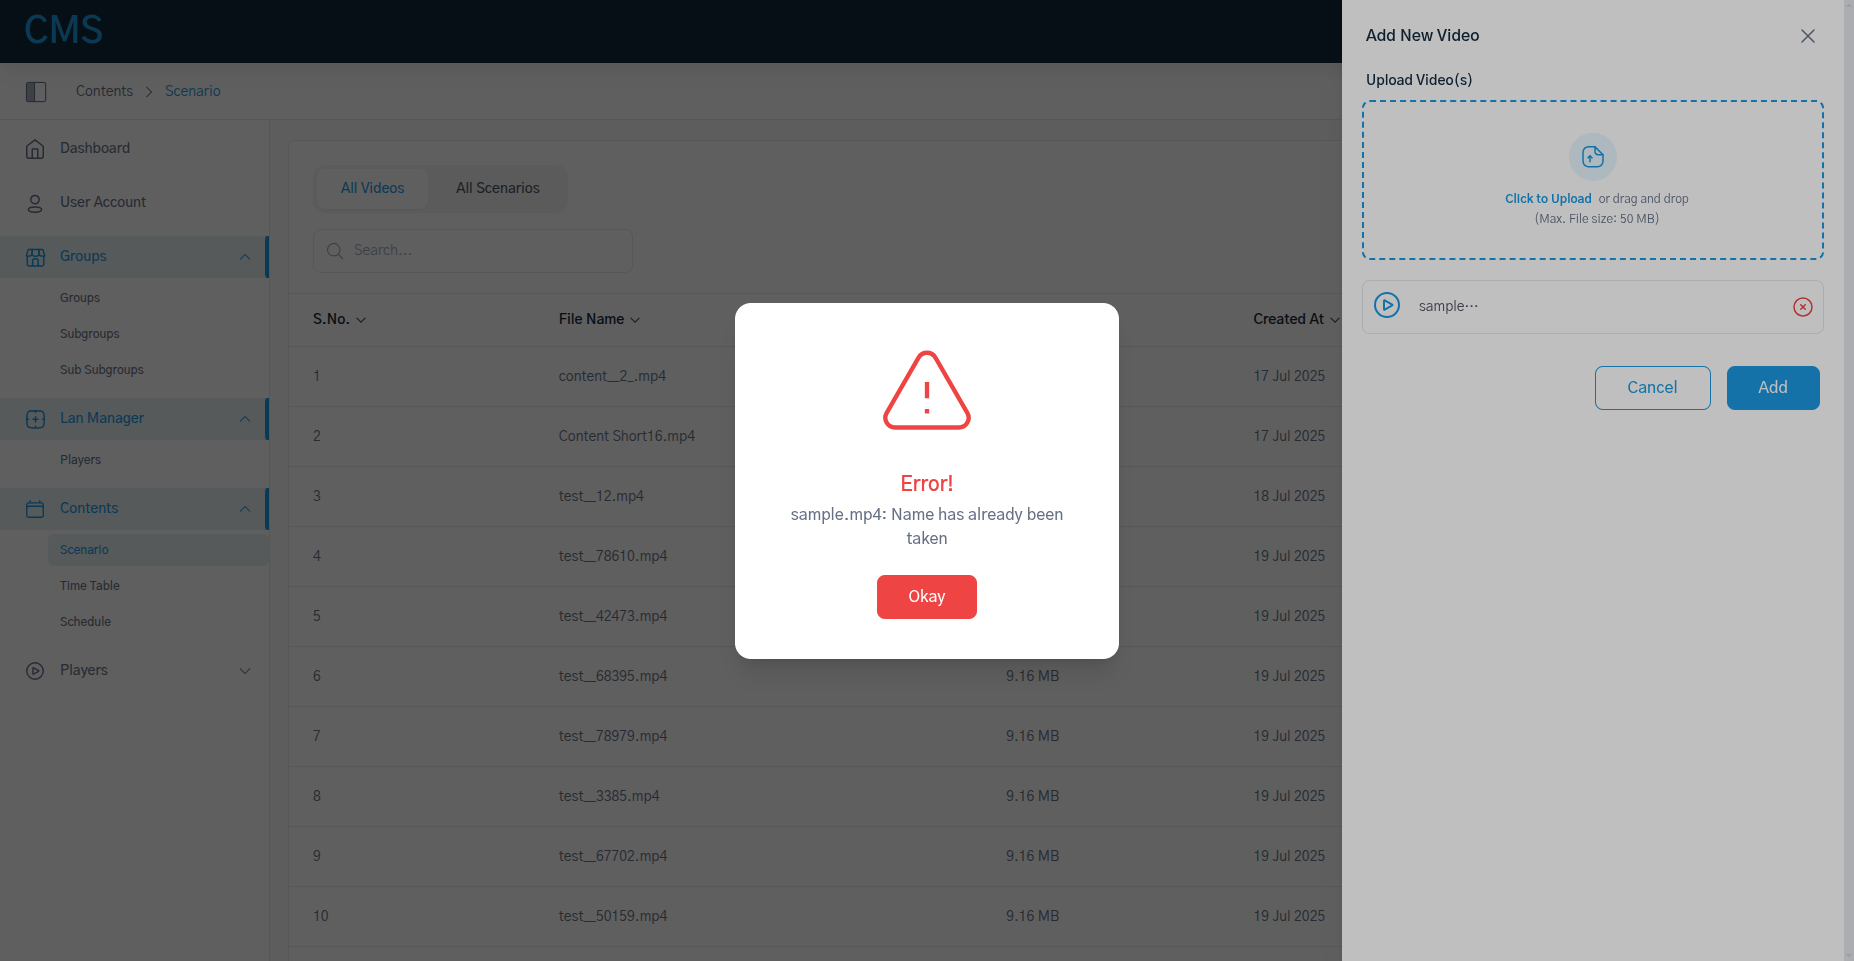 CMS
Contents > Scenario
Dashboard
User Account
Groups
Groups
Subgroups
Sub Subgroups
Lan Manager
Players
Contents
Scenario
Time Table
Schedule
Players
All Videos All Scenarios
Search...
S.No. File Name Created At
1 content__2_.mp4 17 Jul 2025
2 Content Short16.mp4 17 Jul 2025
3 test__12.mp4 18 Jul 2025
4 test__78610.mp4 19 Jul 2025
5 test__42473.mp4 19 Jul 2025
6 test__68395.mp4 9.16 MB 19 Jul 2025
7 test__78979.mp4 9.16 MB 19 Jul 2025
8 test__3385.mp4 9.16 MB 19 Jul 2025
9 test__67702.mp4 9.16 MB 19 Jul 2025
10 test__50159.mp4 9.16 MB 19 Jul 2025
Error!
sample.mp4: Name has already been
taken
Okay
Add New Video
Upload Video(s)
Click to Upload or drag and drop
(Max. File size: 50 MB)
sample...
Cancel Add